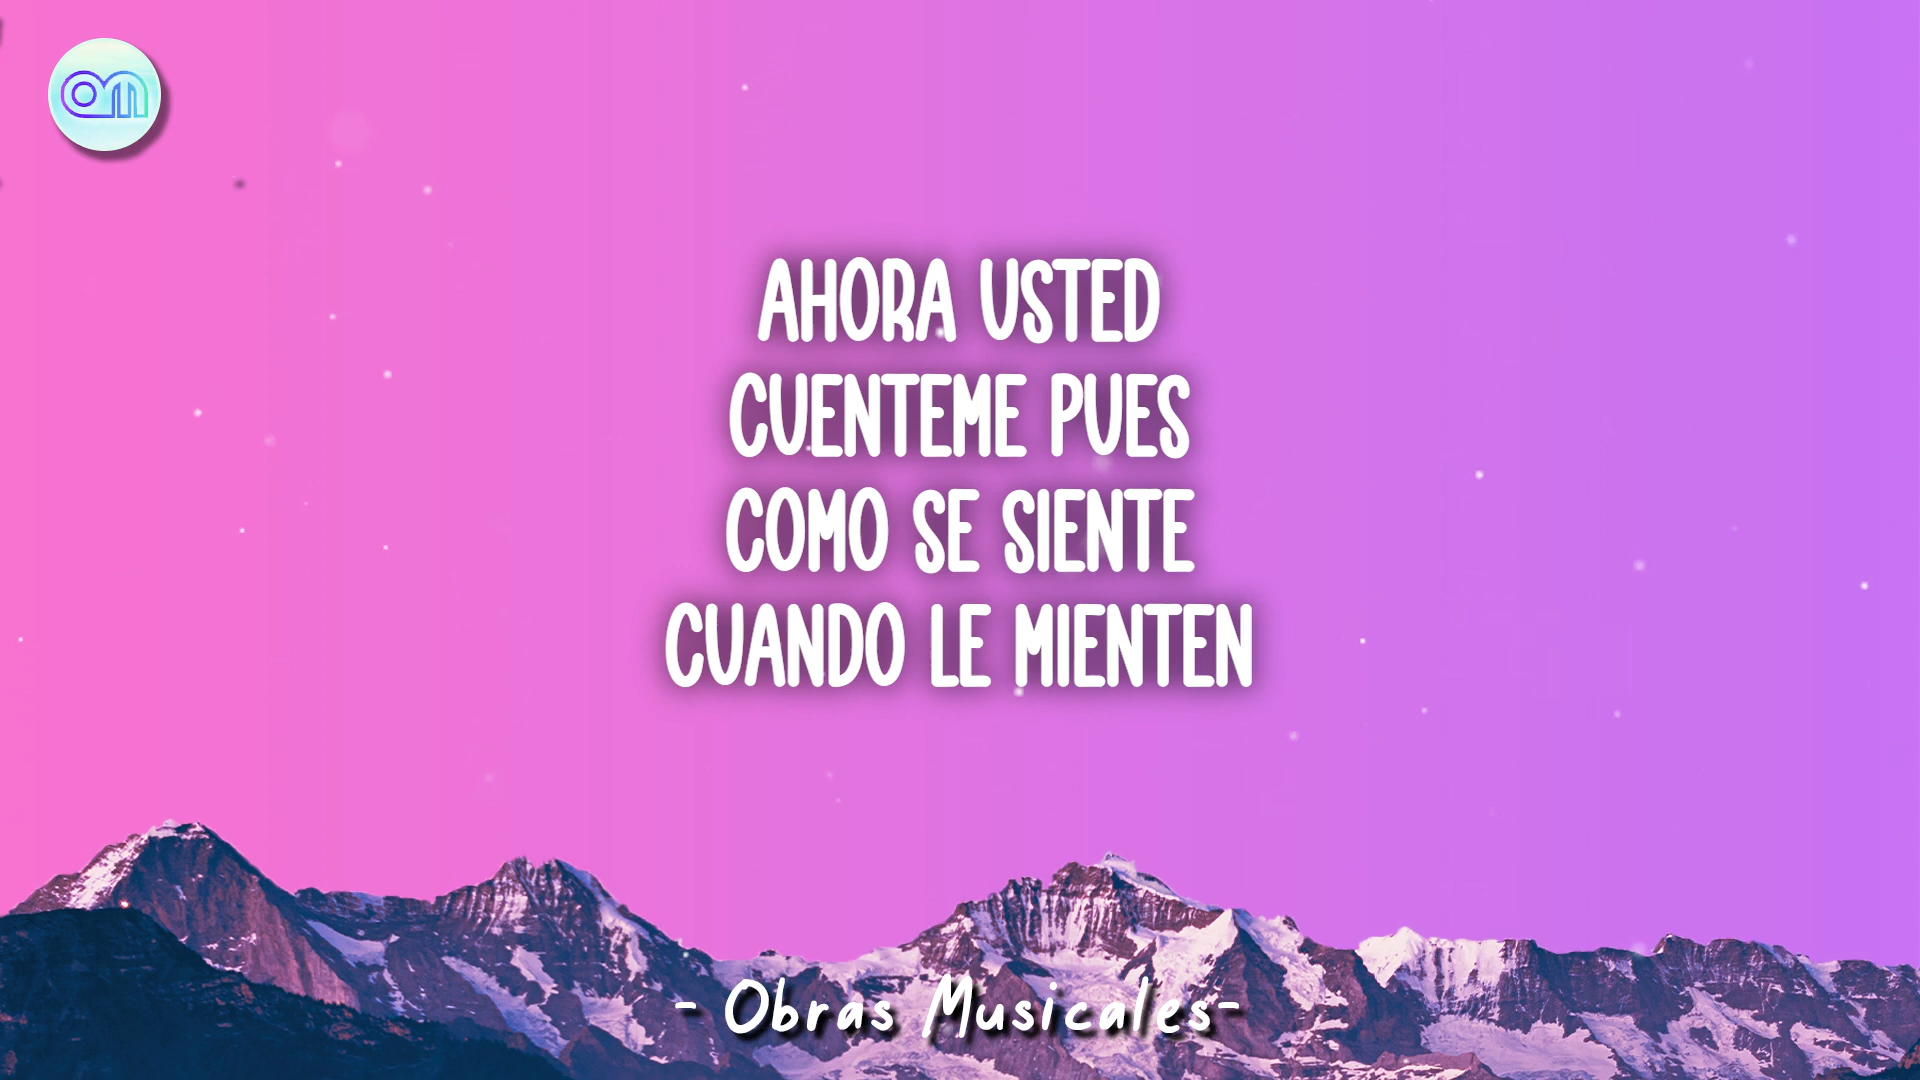 AHORA USTED
CUENTEME PUES
COMO SE SIENTE
CUANDO LE MIENTEN
- Obras Musicales-